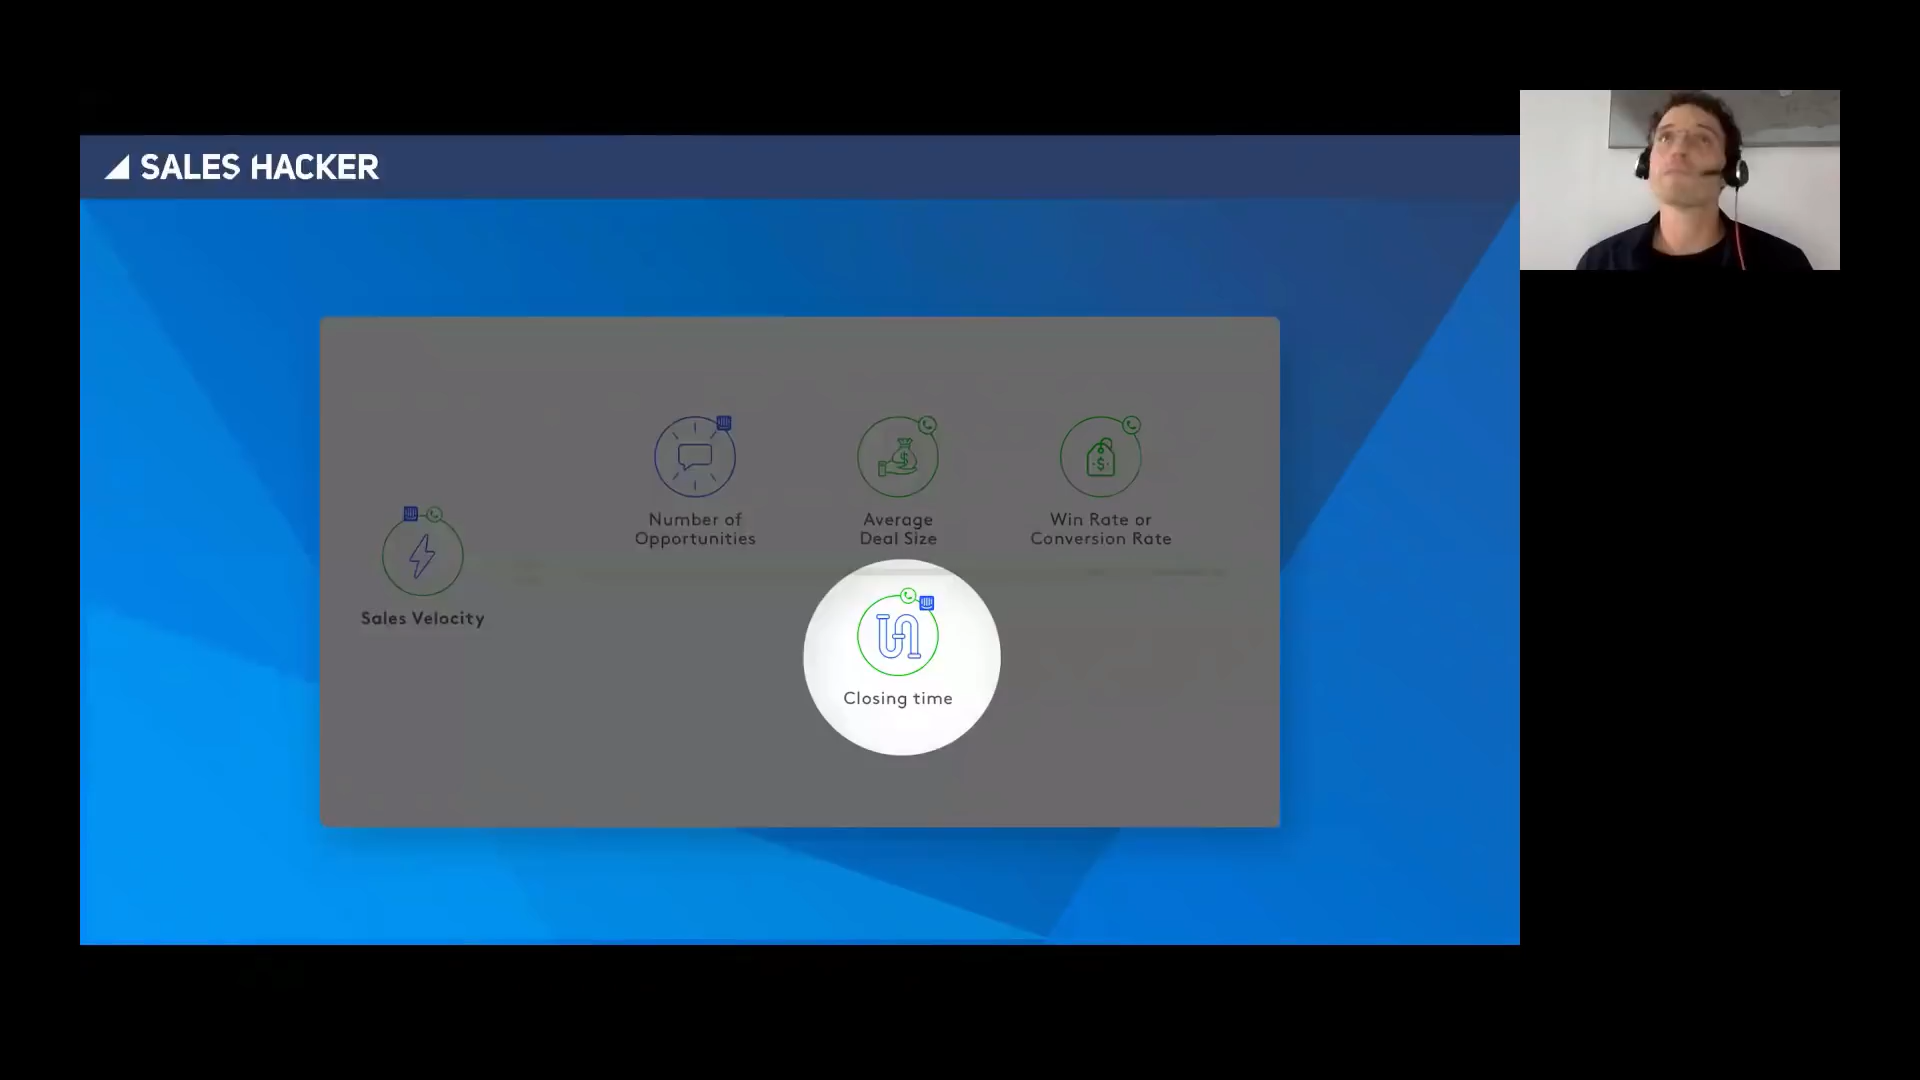 SALES HACKER
Number of
Opportunities
Average
Deal Size
Win Rate or
Conversion Rate
Sales Velocity
Closing time